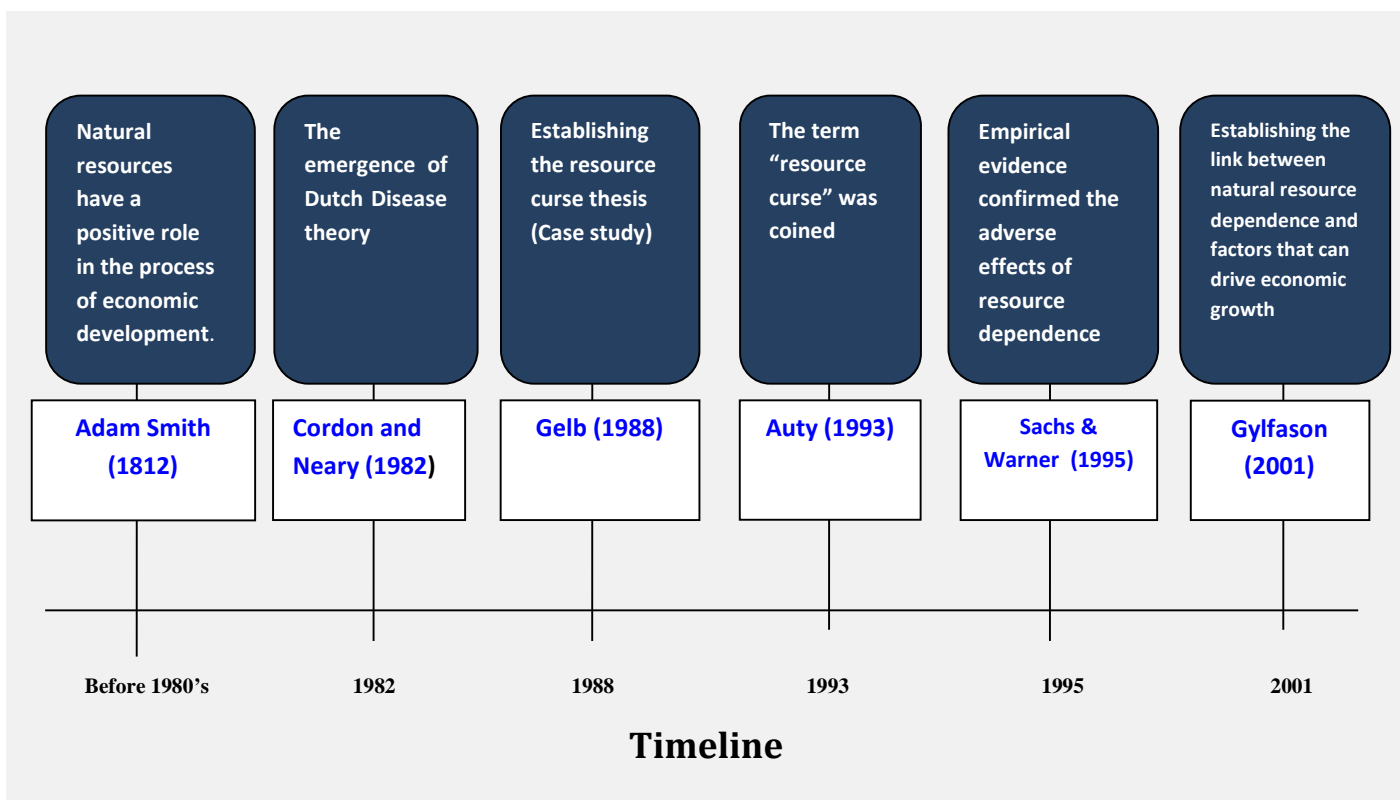 Natural
resources
have a
positive role
in the process
of economic
development.
The
emergence of
Dutch Disease
theory
Establishing
the resource
curse thesis
(Case study)
The term
“resource
curse” was
coined
Empirical
evidence
confirmed the
adverse
effects of
resource
dependence
Establishing the
link between
natural resource
dependence and
factors that can
drive economic
growth
Adam Smith
(1812)
Cordon and
Neary (1982)
Gelb (1988)
Auty (1993)
Sachs &
Warner (1995)
Gylfason
(2001)
Before 1980’s
1982
1988
1993
1995
2001
Timeline